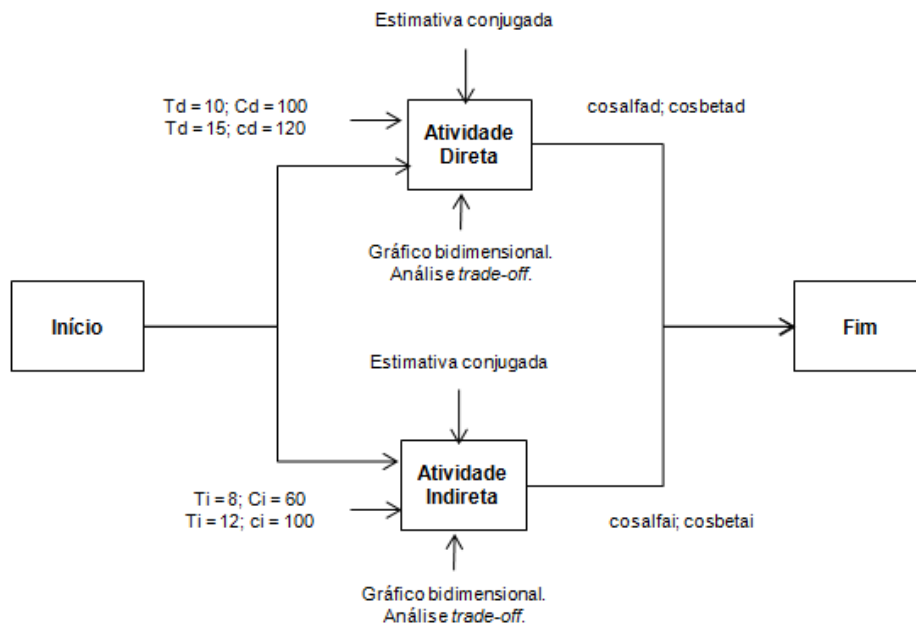 Estimativa conjugada
Td = 10; Cd = 100
Td = 15; cd = 120
Atividade
Direta
cosalfad; cosbetad
Gráfico bidimensional.
Análise trade-off.
Início
Fim
Estimativa conjugada
Atividade
Indireta
Ti = 8; Ci = 60
Ti = 12; ci = 100
cosalfai; cosbetai
Gráfico bidimensional.
Análise trade-off.